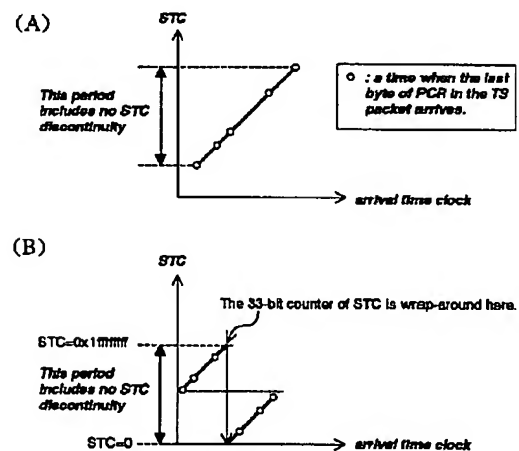 (A)
STC
This period
includes no STC
discontinuity
o : a time when the last
byte of PCR in the TS
packet arrives.
arrival time clock
(B)
STC
The 33-bit counter of STC is wrap-around here.
STC=0x1ffffffff
This period
includes no STC
discontinuity
STC=0
arrival time clock